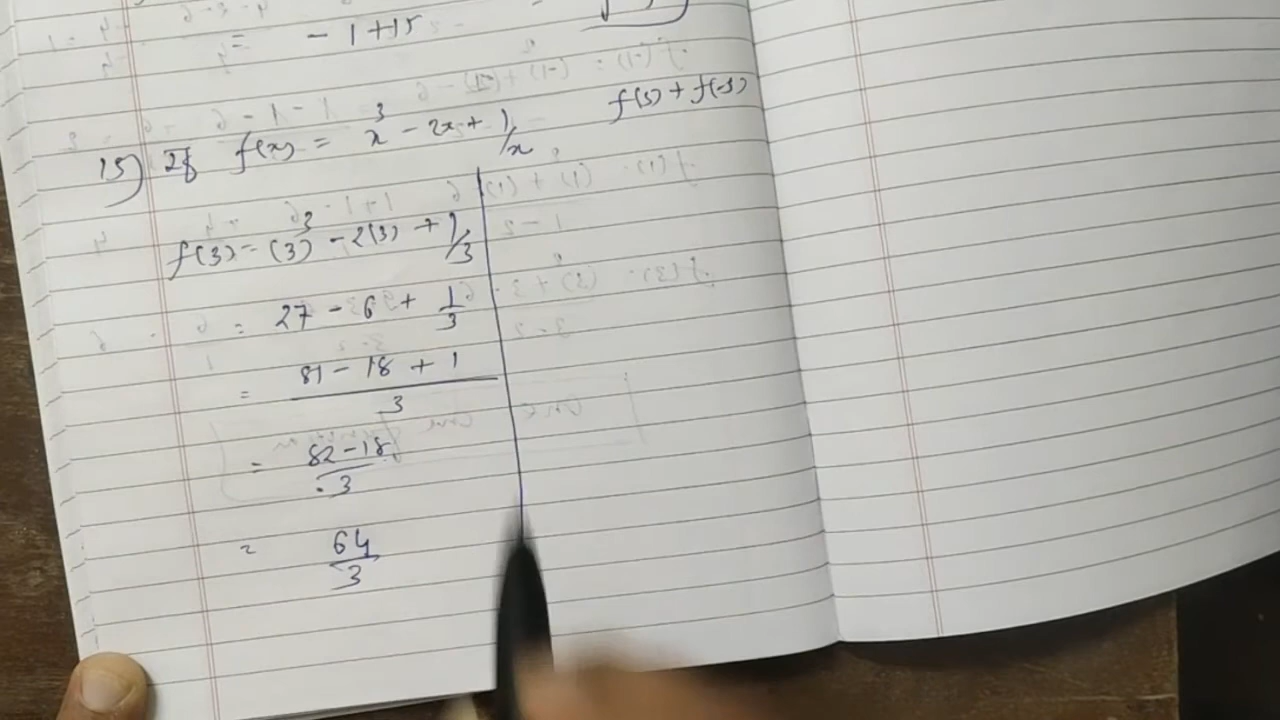 = - 1 + 15
15) If f(x) = x³ - 2x + 1/x f(3) + f(-3)
f(3) = (3)³ - 2(3) + 1/3
= 27 - 6 + 1/3
= 81 - 18 + 1 / 3
= 82 - 18 / 3
= 64 / 3